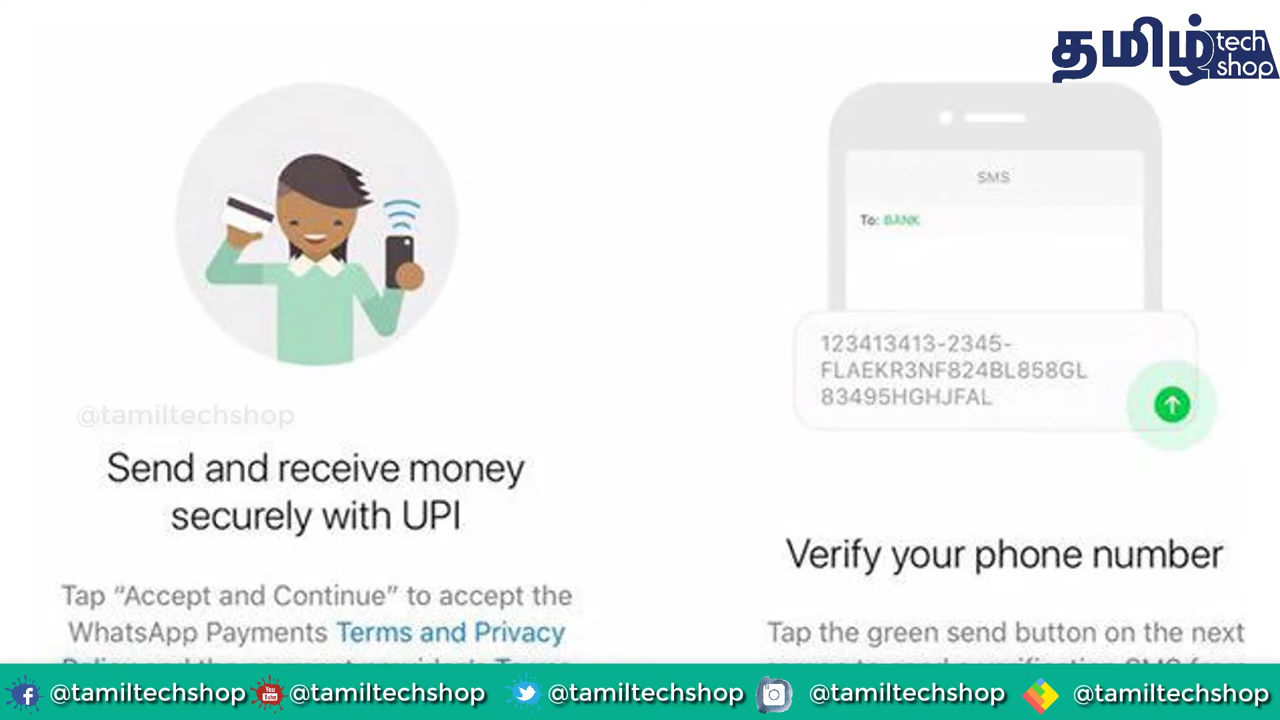 தமிழ் tech shop
@tamiltechshop
Send and receive money
securely with UPI
Tap “Accept and Continue” to accept the
WhatsApp Payments Terms and Privacy
SMS
To: BANK
123413413-2345-
FLAEKR3NF824BL858GL
83495HGHJFAL
Verify your phone number
Tap the green send button on the next
@tamiltechshop @tamiltechshop @tamiltechshop @tamiltechshop @tamiltechshop